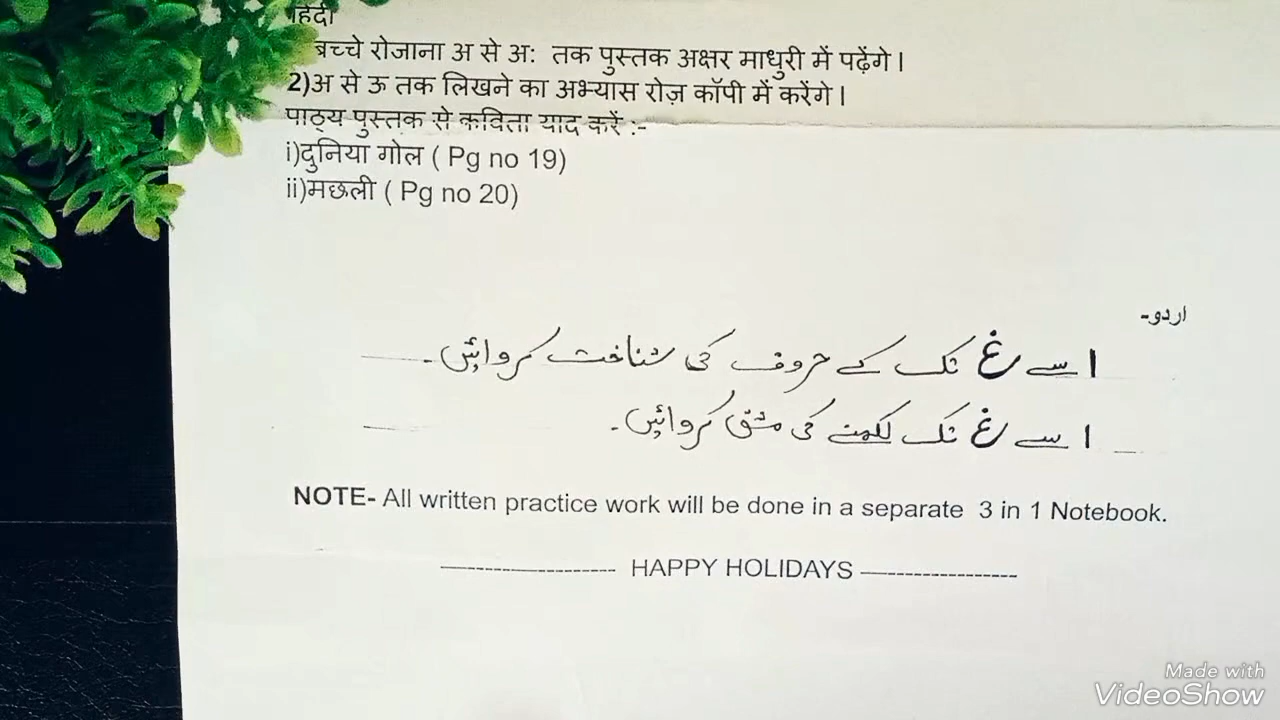 हिंदी
बच्चे रोजाना अ से अ: तक पुस्तक अक्षर माधुरी में पढ़ेंगे।
2)अ से ऊ तक लिखने का अभ्यास रोज़ कॉपी में करेंगे।
पाठ्य पुस्तक से कविता याद करें :-
i)दुनिया गोल ( Pg no 19)
ii)मछली ( Pg no 20)
اردو-
ا سے غ تک کے حروف کی شناخت کروائیں۔
ا سے غ تک لکھنے کی مشق کروائیں۔
NOTE- All written practice work will be done in a separate 3 in 1 Notebook.
-------------------- HAPPY HOLIDAYS ------------------
Made with
VideoShow